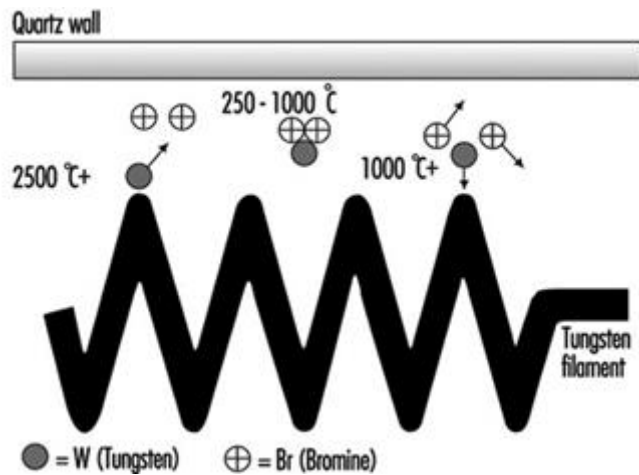 Quartz wall
250 - 1000 ℃
2500 ℃+
1000 ℃+
Tungsten
filament
= W (Tungsten)
= Br (Bromine)